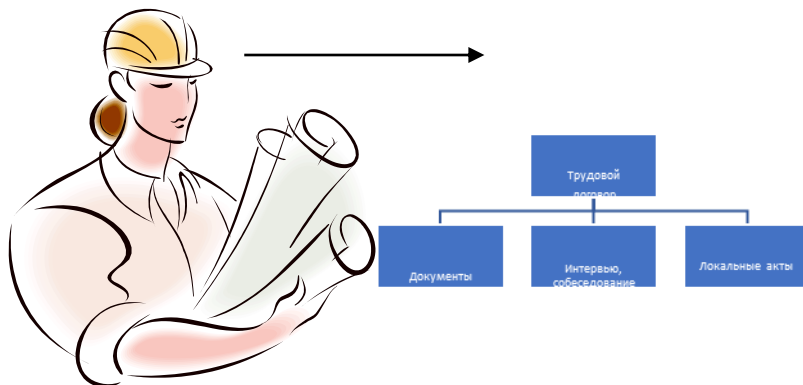 Трудовой
договор
Документы
Интервью,
собеседование
Локальные акты